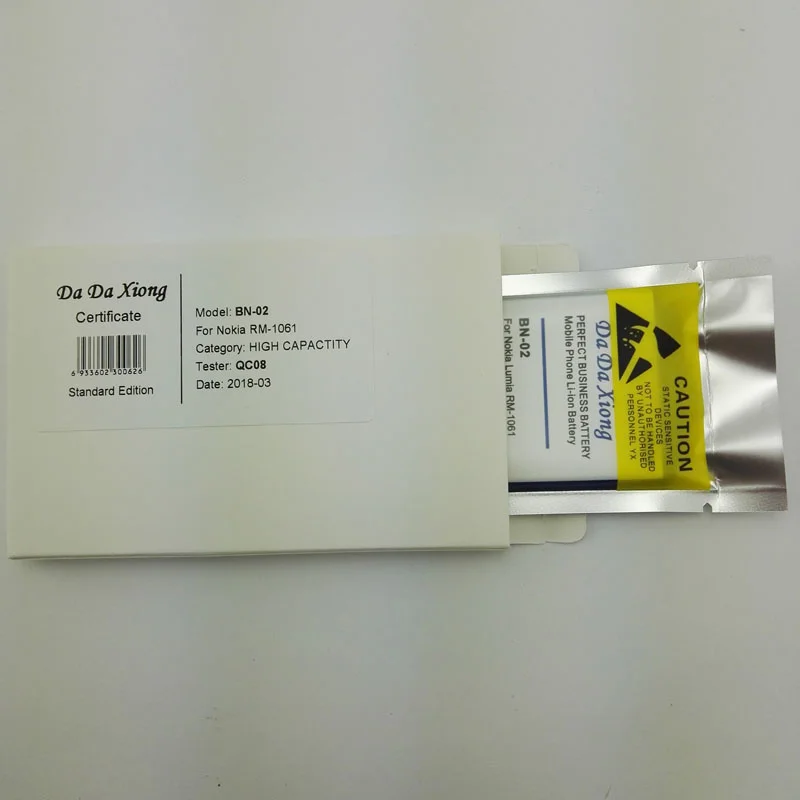 Da Da Xiong
Certificate
6 933602 300626
Standard Edition
Model: BN-02
For Nokia RM-1061
Category: HIGH CAPACTITY
Tester: QC08
Date: 2018-03
CAUTION
STATIC SENSITIVE
DEVICES
NOT TO BE HANDLED
BY UNAUTHORISED
PERSONNEL YX
Da Da Xiong
PERFECT BUSINESS BATTERY
Mobile Phone Ll-ion Battery
BN-02
For Nokia Lumia RM-1061